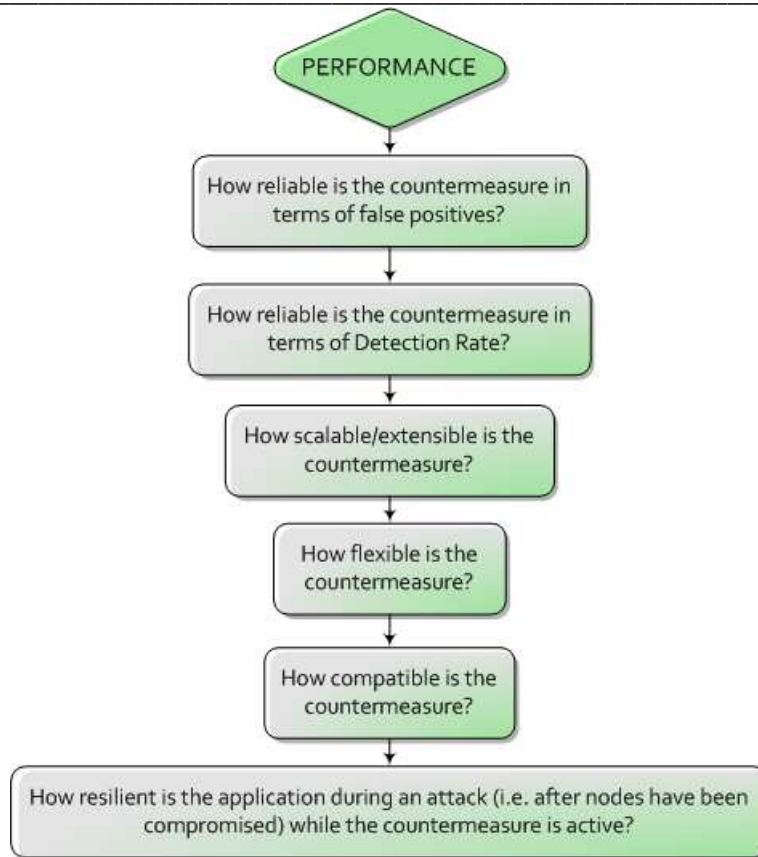 PERFORMANCE
How reliable is the countermeasure in
terms of false positives?
How reliable is the countermeasure in
terms of Detection Rate?
How scalable/extensible is the
countermeasure?
How flexible is the
countermeasure?
How compatible is the
countermeasure?
How resilient is the application during an attack (i.e. after nodes have been
compromised) while the countermeasure is active?